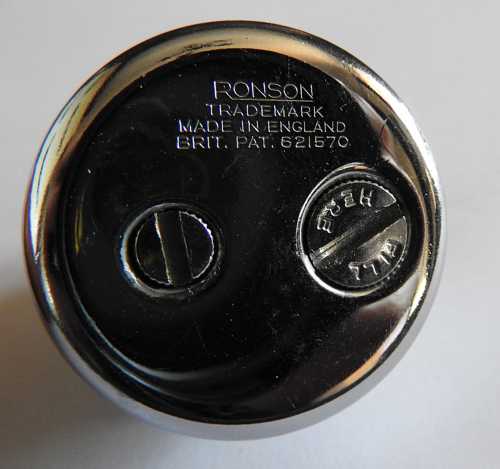 RONSON
TRADEMARK
MADE IN ENGLAND
BRIT. PAT. 621570
FILL HERE